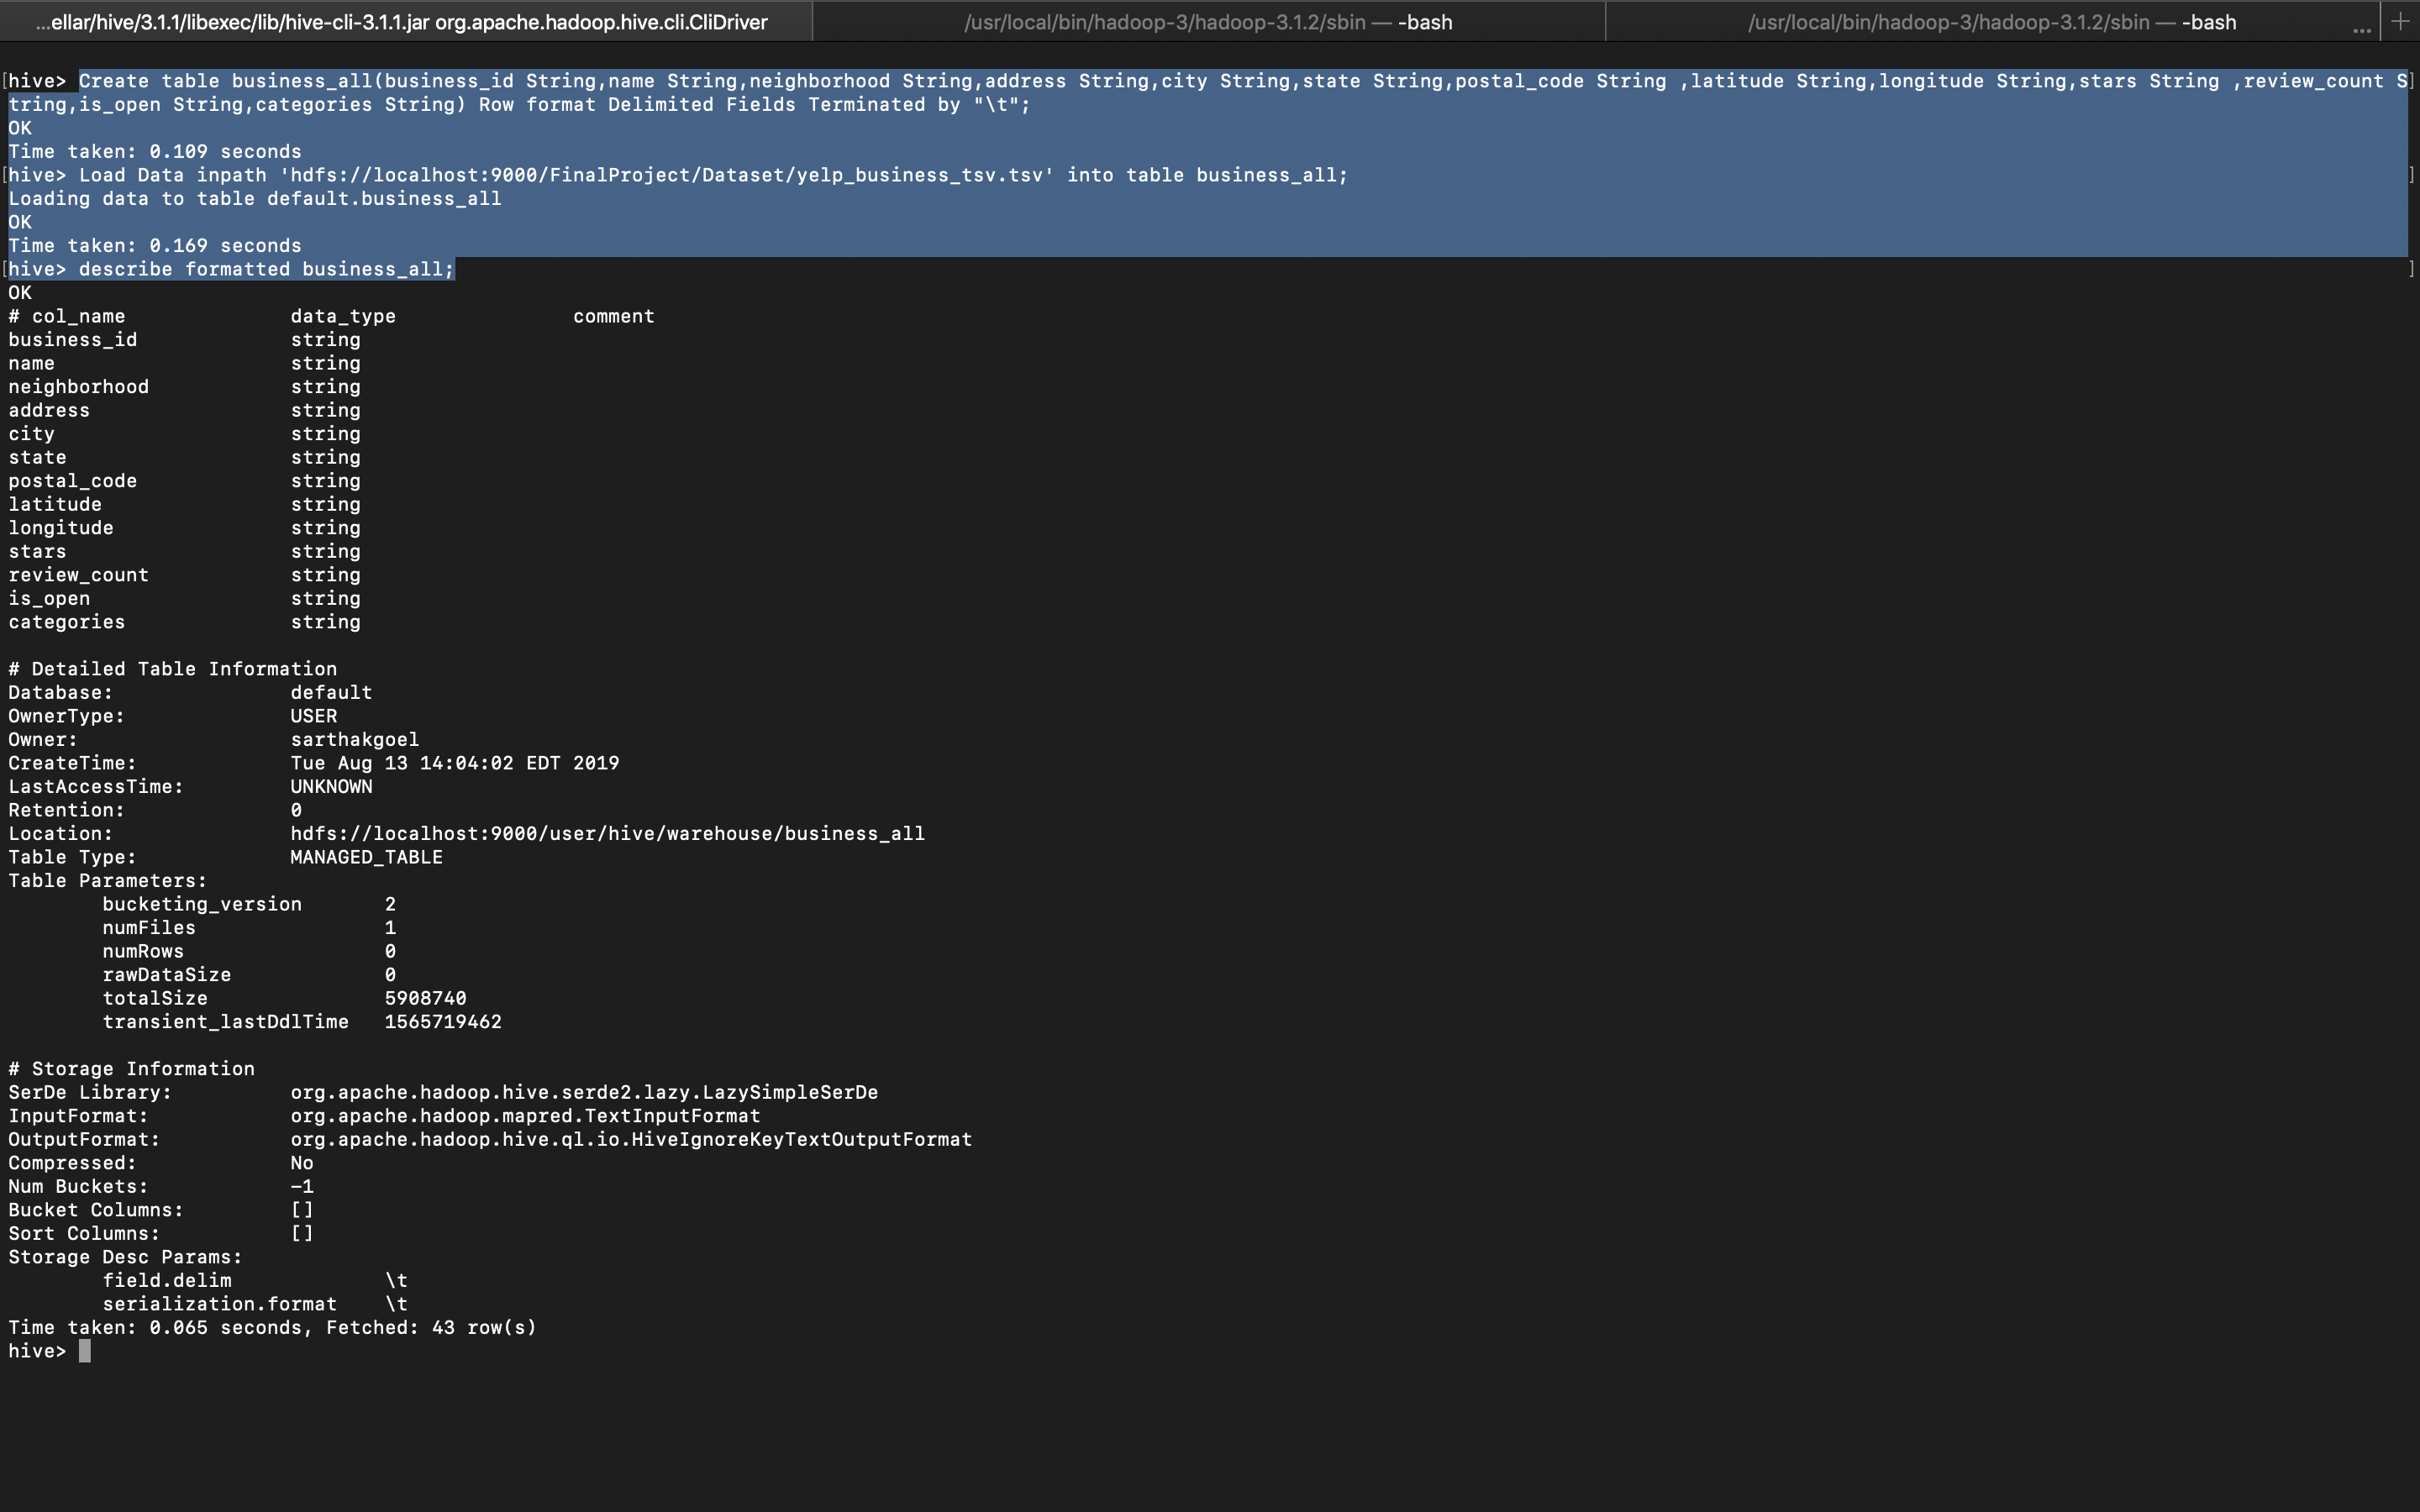 ...ellar/hive/3.1.1/libexec/lib/hive-cli-3.1.1.jar org.apache.hadoop.hive.cli.CliDriver
/usr/local/bin/hadoop-3/hadoop-3.1.2/sbin — -bash
/usr/local/bin/hadoop-3/hadoop-3.1.2/sbin — -bash
... +
[hive> Create table business_all(business_id String,name String,neighborhood String,address String,city String,state String,postal_code String ,latitude String,longitude String,stars String ,review_count S]
tring,is_open String,categories String) Row format Delimited Fields Terminated by "\t";
OK
Time taken: 0.109 seconds
[hive> Load Data inpath 'hdfs://localhost:9000/FinalProject/Dataset/yelp_business_tsv.tsv' into table business_all; ]
Loading data to table default.business_all
OK
Time taken: 0.169 seconds
[hive> describe formatted business_all; ]
OK
# col_name data_type comment
business_id string
name string
neighborhood string
address string
city string
state string
postal_code string
latitude string
longitude string
stars string
review_count string
is_open string
categories string
# Detailed Table Information
Database: default
OwnerType: USER
Owner: sarthakgoel
CreateTime: Tue Aug 13 14:04:02 EDT 2019
LastAccessTime: UNKNOWN
Retention: 0
Location: hdfs://localhost:9000/user/hive/warehouse/business_all
Table Type: MANAGED_TABLE
Table Parameters:
bucketing_version 2
numFiles 1
numRows 0
rawDataSize 0
totalSize 5908740
transient_lastDdlTime 1565719462
# Storage Information
SerDe Library: org.apache.hadoop.hive.serde2.lazy.LazySimpleSerDe
InputFormat: org.apache.hadoop.mapred.TextInputFormat
OutputFormat: org.apache.hadoop.hive.ql.io.HiveIgnoreKeyTextOutputFormat
Compressed: No
Num Buckets: -1
Bucket Columns: []
Sort Columns: []
Storage Desc Params:
field.delim \t
serialization.format \t
Time taken: 0.065 seconds, Fetched: 43 row(s)
hive>